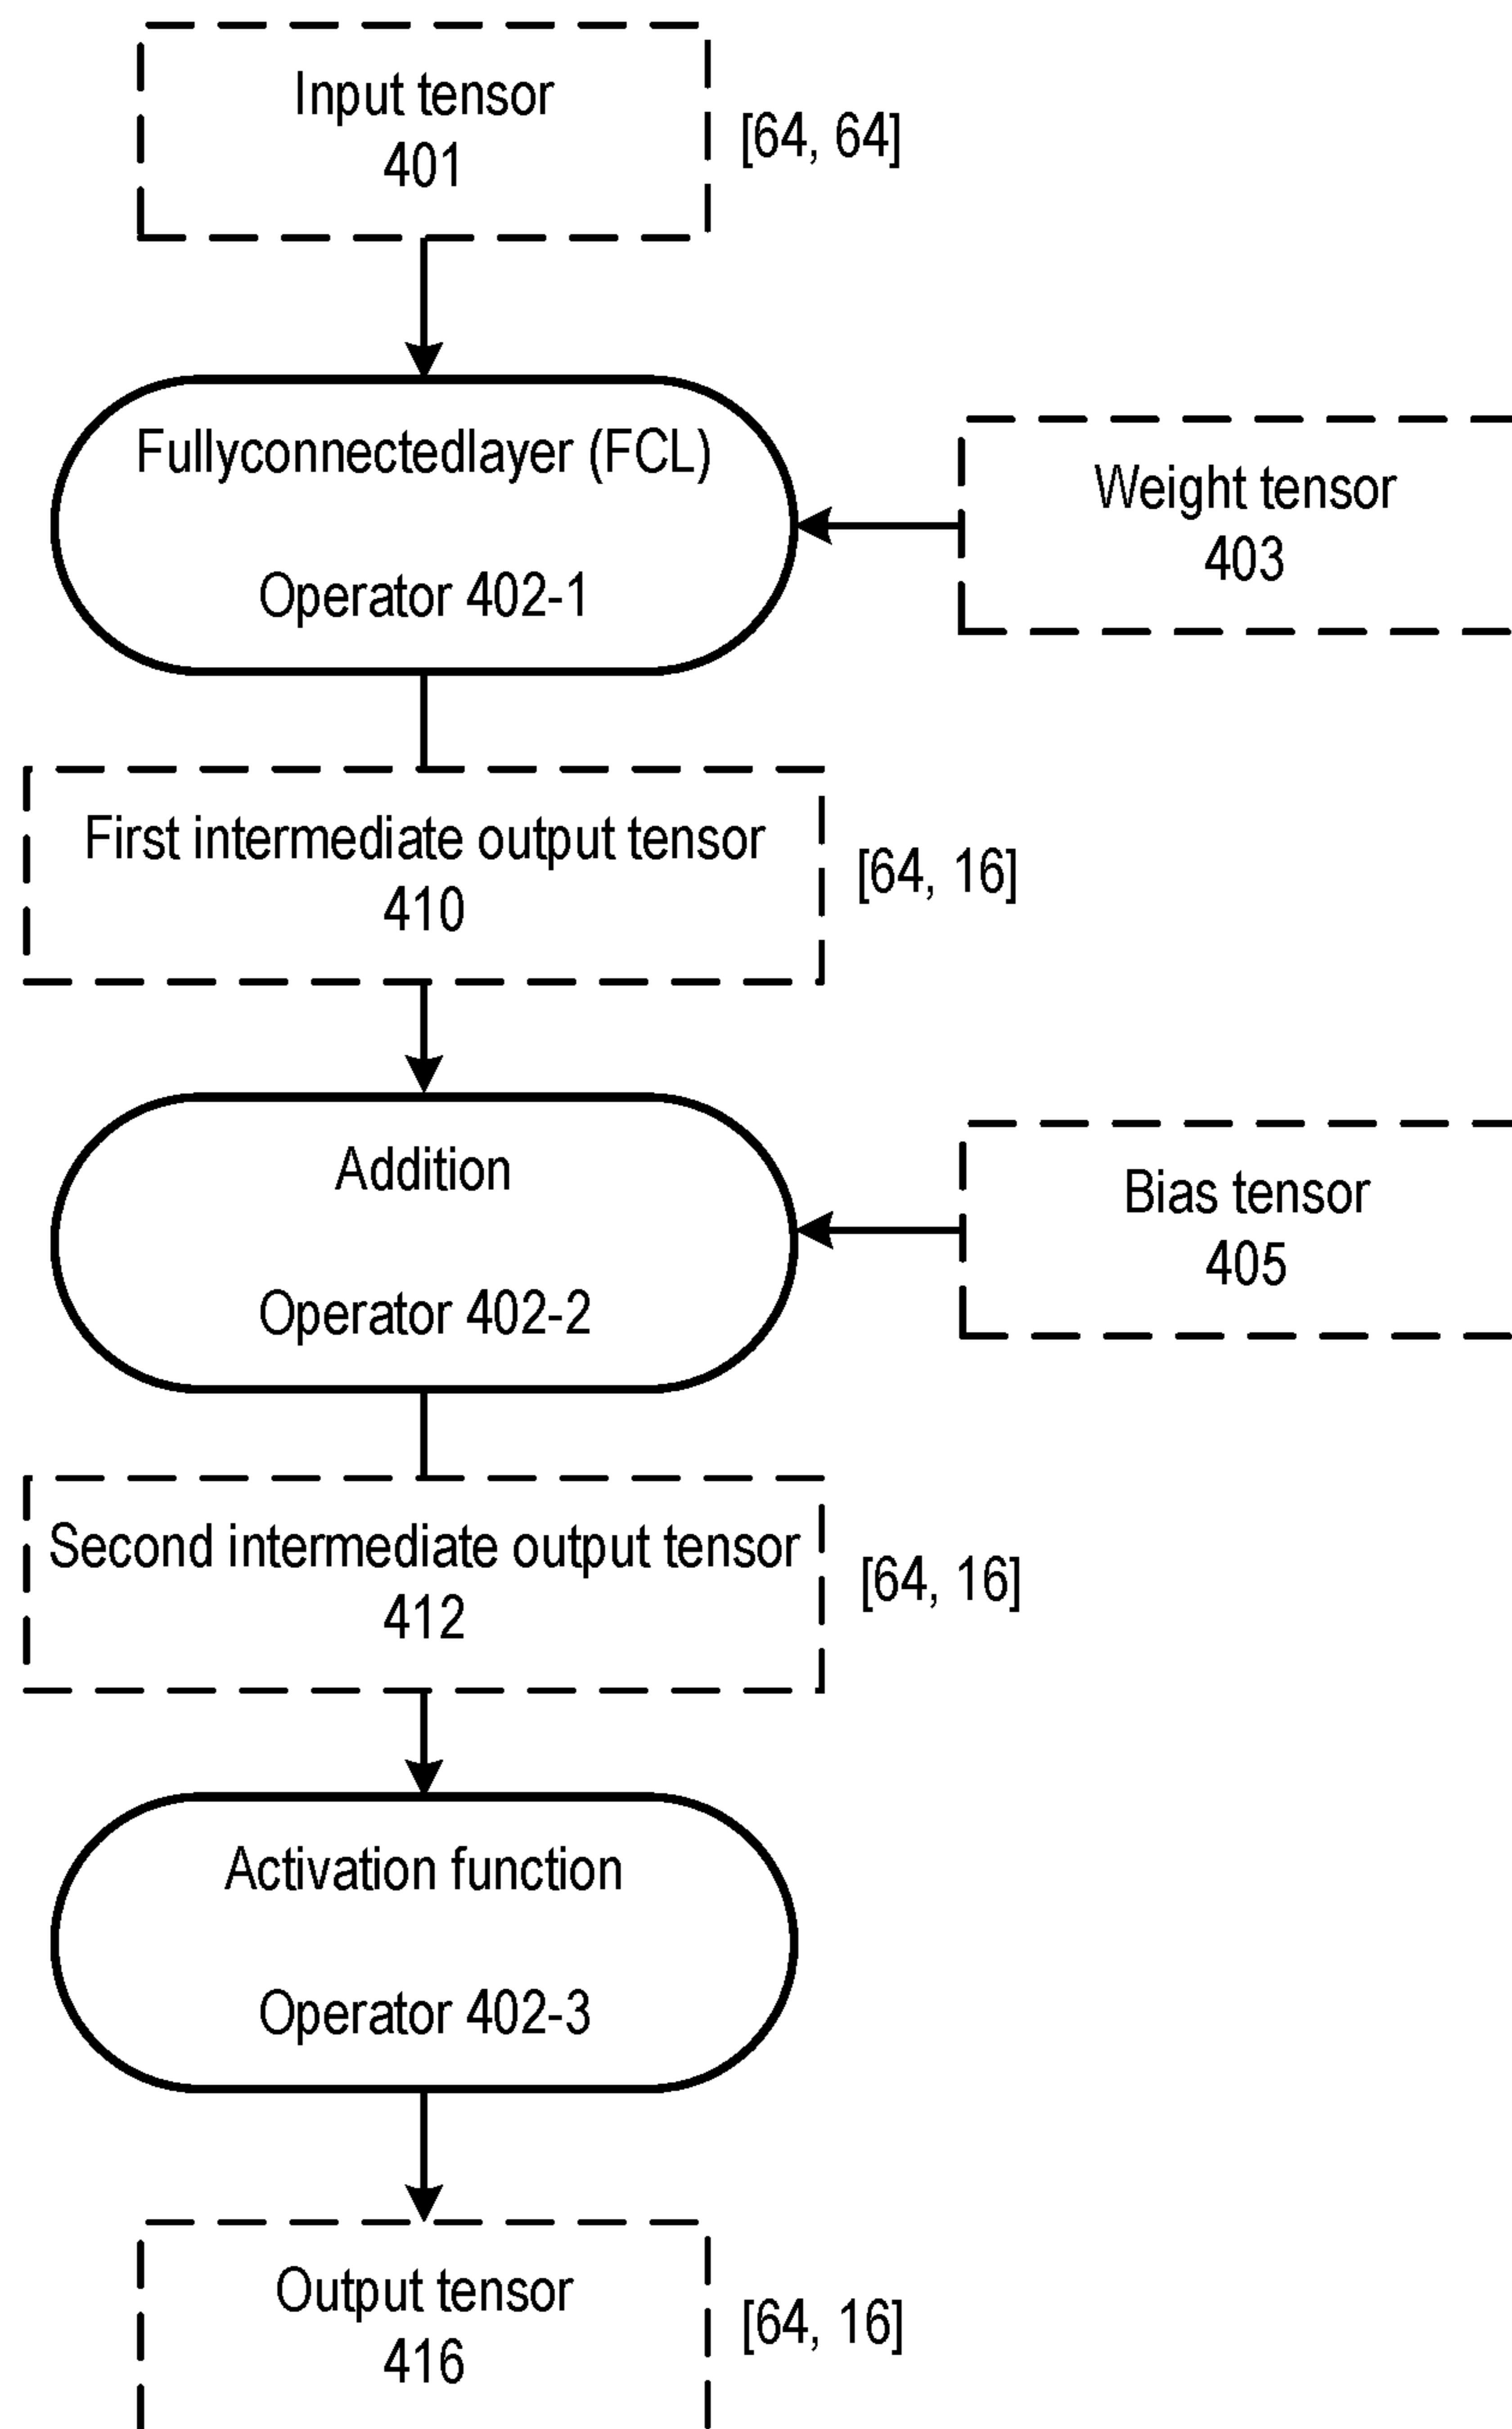 Input tensor
401
[64, 64]
Fullyconnectedlayer (FCL)
Operator 402-1
Weight tensor
403
First intermediate output tensor
410
[64, 16]
Addition
Operator 402-2
Bias tensor
405
Second intermediate output tensor
412
[64, 16]
Activation function
Operator 402-3
Output tensor
416
[64, 16]